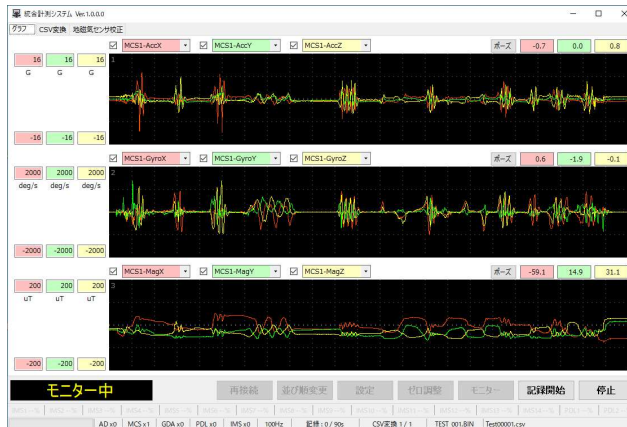 統合計測システム Ver.1.0.0.0
グラフ CSV変換 地磁気センサ校正
MCS1-AccX MCS1-AccY MCS1-AccZ ポーズ -0.7 0.0 0.8
16 16 16 1
G G G
-16 -16 -16
MCS1-GyroX MCS1-GyroY MCS1-GyroZ ポーズ 0.6 -1.9 -0.1
2000 2000 2000 2
deg/s deg/s deg/s
-2000 -2000 -2000
MCS1-MagX MCS1-MagY MCS1-MagZ ポーズ -59.1 14.9 31.1
200 200 200 3
uT uT uT
-200 -200 -200
モニター中 再接続 並び順変更 設定 ゼロ調整 モニター 記録開始 停止
AD x0 MCS x1 GDA x0 PDL x0 IMS x0 100Hz 記録 : 0 / 90s CSV変換 1 / 1 TEST 001.BIN Test00001.csv